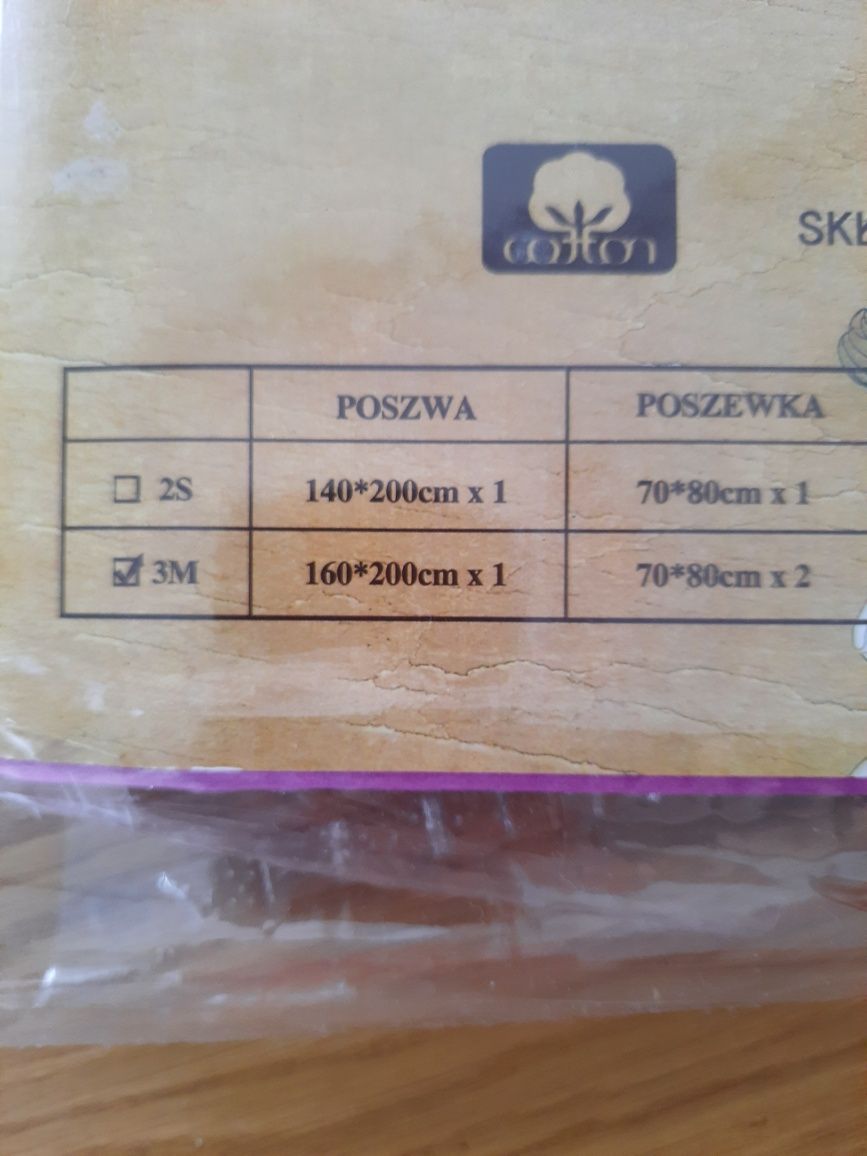 cotton
SKŁ
POSZWA POSZEWKA
☐ 2S 140*200cm x 1 70*80cm x 1
☑ 3M 160*200cm x 1 70*80cm x 2